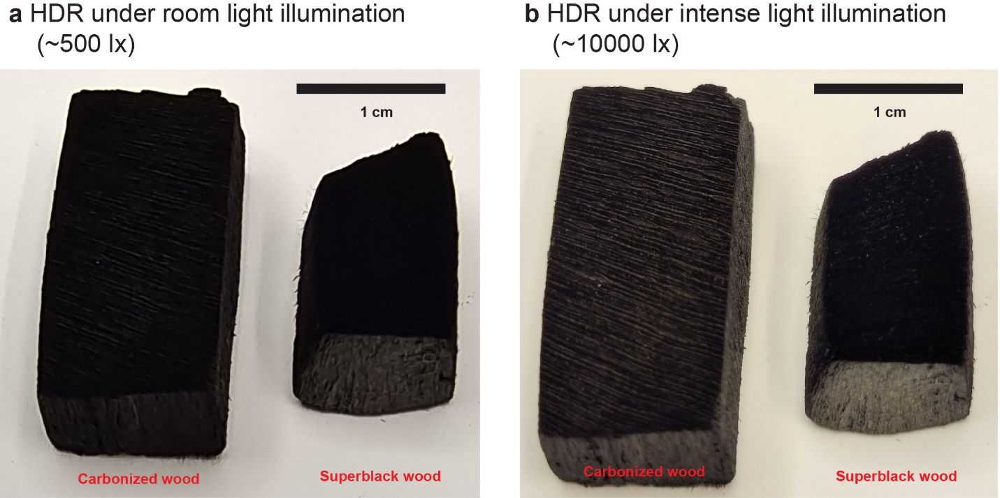 a HDR under room light illumination
(~500 lx)
1 cm
Carbonized wood
Superblack wood
b HDR under intense light illumination
(~10000 lx)
1 cm
Carbonized wood
Superblack wood